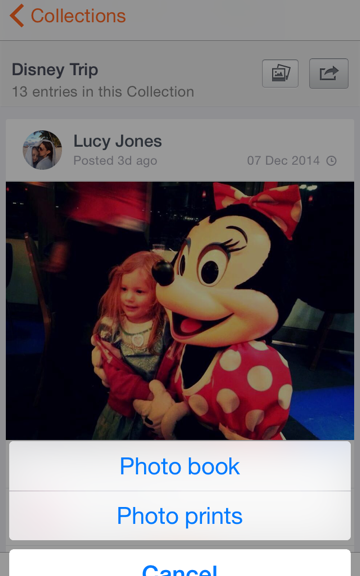 Collections
Disney Trip
13 entries in this Collection
Lucy Jones
Posted 3d ago
07 Dec 2014
Photo book
Photo prints
Cancel